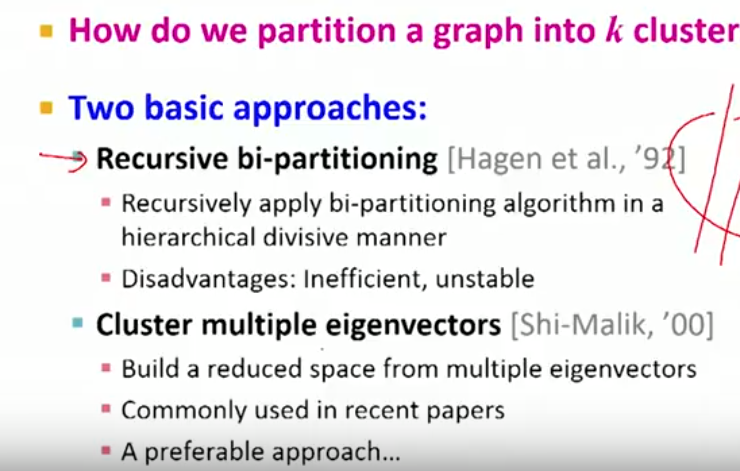 How do we partition a graph into k cluster
Two basic approaches:
Recursive bi-partitioning [Hagen et al., ’92]
Recursively apply bi-partitioning algorithm in a
hierarchical divisive manner
Disadvantages: Inefficient, unstable
Cluster multiple eigenvectors [Shi-Malik, ’00]
Build a reduced space from multiple eigenvectors
Commonly used in recent papers
A preferable approach...